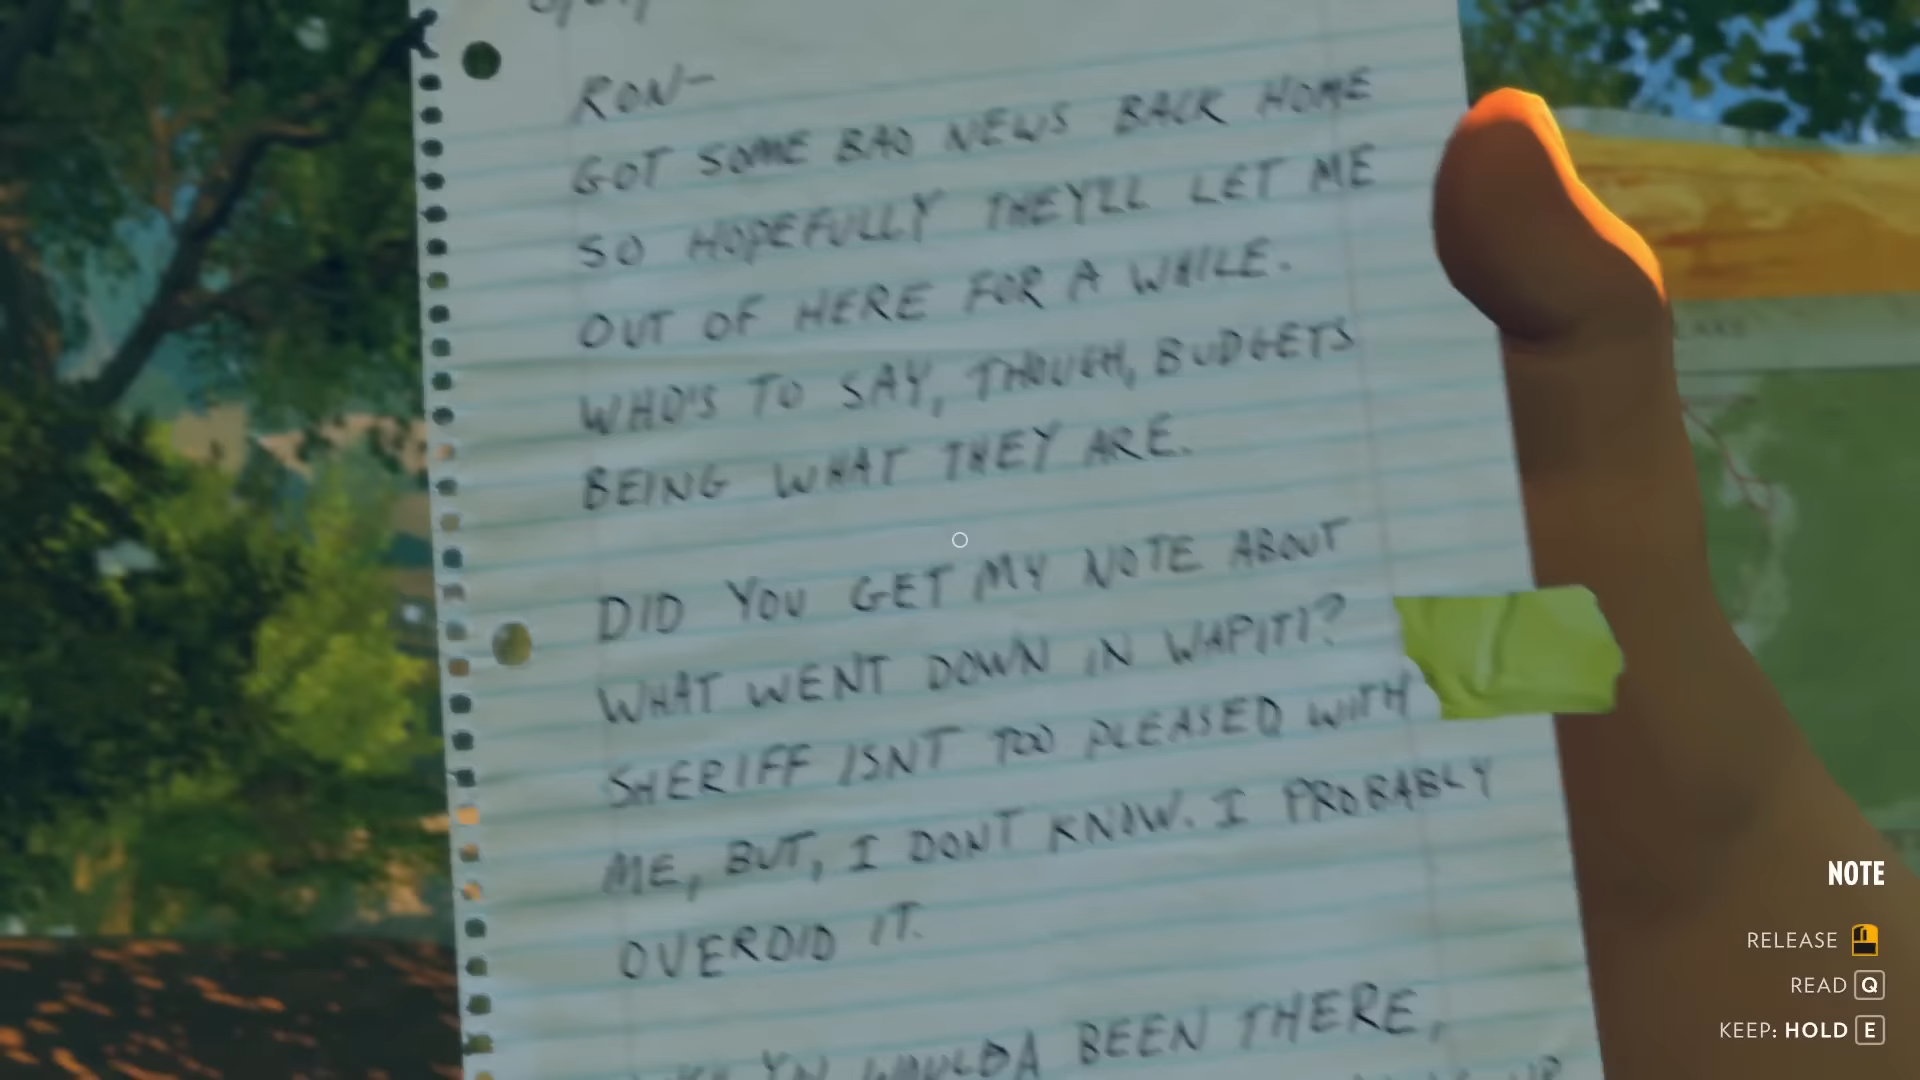 RON-
GOT SOME BAD NEWS BACK HOME
SO HOPEFULLY THEY'LL LET ME
OUT OF HERE FOR A WHILE.
WHO'S TO SAY, THOUGH, BUDGETS
BEING WHAT THEY ARE.
DID YOU GET MY NOTE ABOUT
WHAT WENT DOWN IN WAPITI?
SHERIFF ISNT TOO PLEASED WITH
ME, BUT, I DONT KNOW. I PROBABLY
OVERDID IT.
WOULDA BEEN THERE,
UP
NOTE
RELEASE
READ Q
KEEP: HOLD E